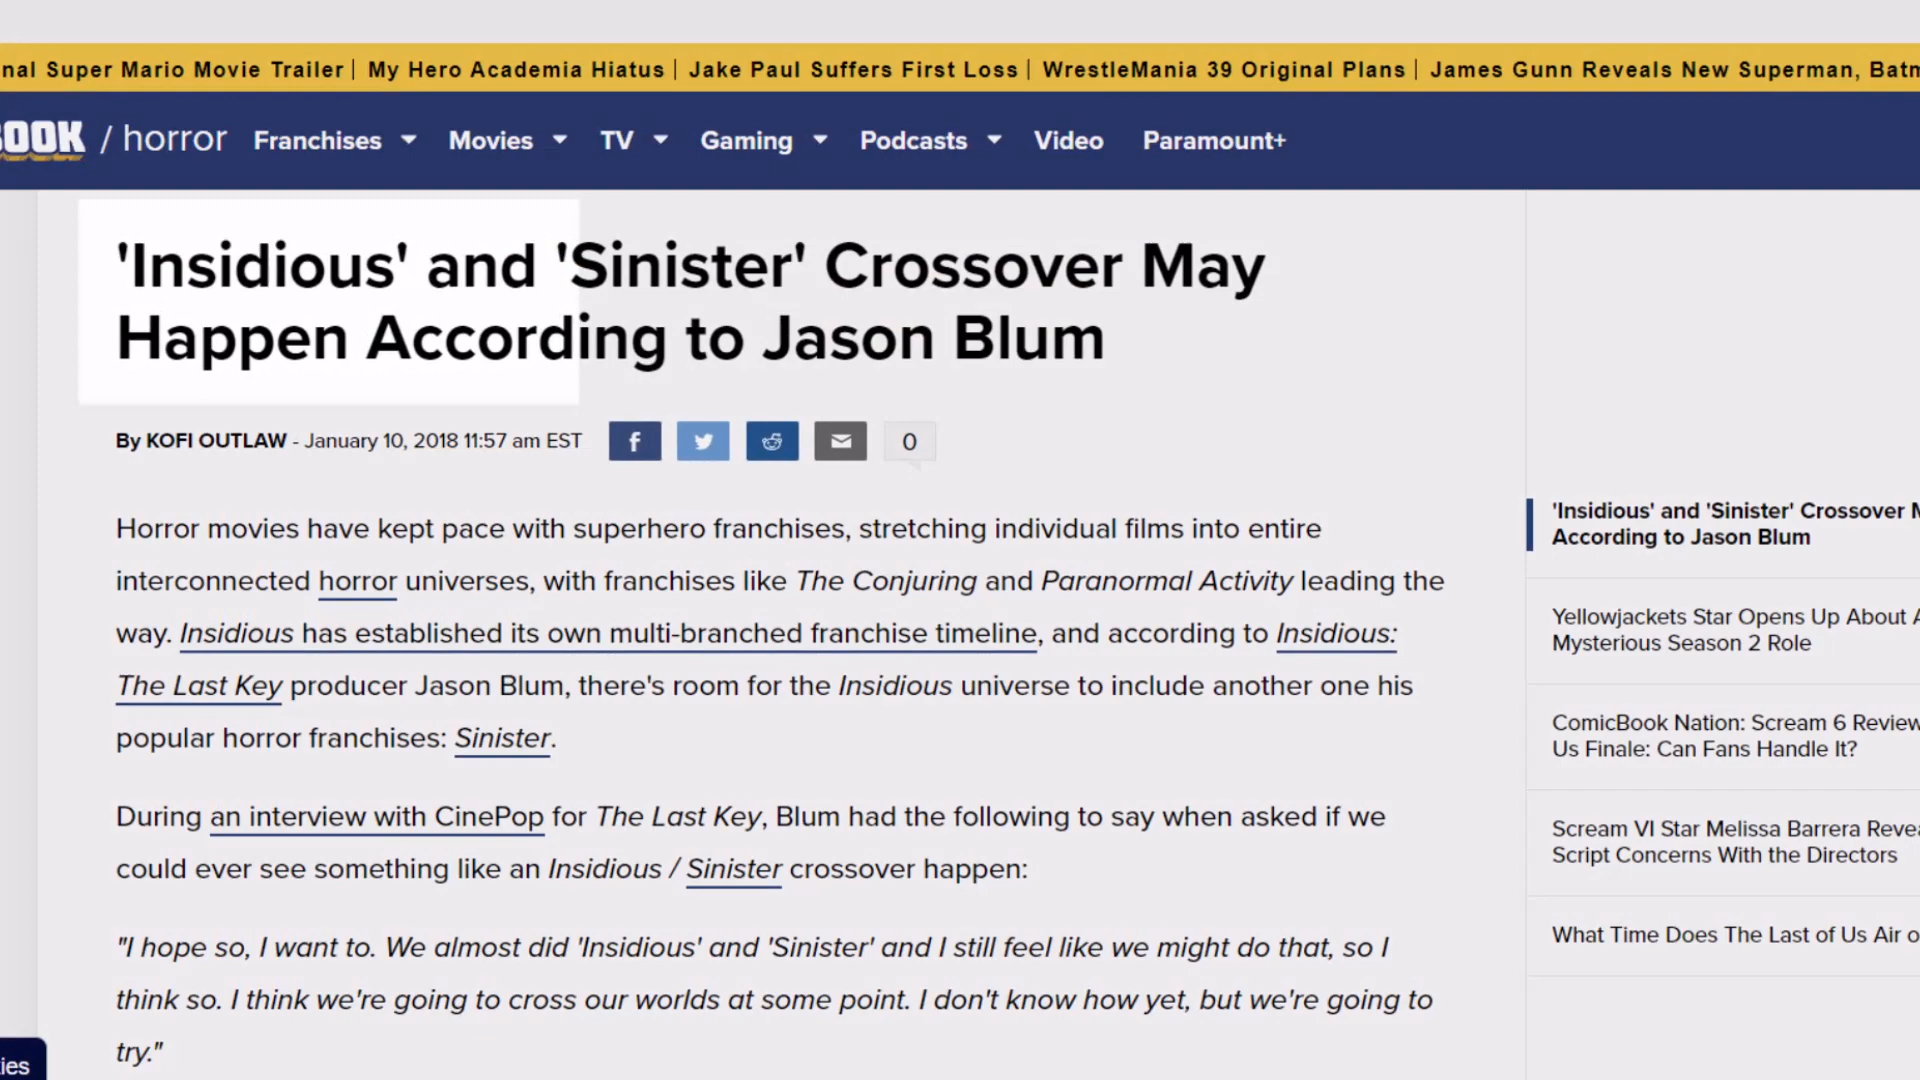 nal Super Mario Movie Trailer | My Hero Academia Hiatus | Jake Paul Suffers First Loss | WrestleMania 39 Original Plans | James Gunn Reveals New Superman, Batm
BOOK / horror Franchises Movies TV Gaming Podcasts Video Paramount+
'Insidious' and 'Sinister' Crossover May
Happen According to Jason Blum
By KOFI OUTLAW - January 10, 2018 11:57 am EST f 0
Horror movies have kept pace with superhero franchises, stretching individual films into entire
interconnected horror universes, with franchises like The Conjuring and Paranormal Activity leading the
way. Insidious has established its own multi-branched franchise timeline, and according to Insidious:
The Last Key producer Jason Blum, there's room for the Insidious universe to include another one his
popular horror franchises: Sinister.
During an interview with CinePop for The Last Key, Blum had the following to say when asked if we
could ever see something like an Insidious / Sinister crossover happen:
"I hope so, I want to. We almost did 'Insidious' and 'Sinister' and I still feel like we might do that, so I
think so. I think we're going to cross our worlds at some point. I don't know how yet, but we're going to
try."
ies
'Insidious' and 'Sinister' Crossover M
According to Jason Blum
Yellowjackets Star Opens Up About A
Mysterious Season 2 Role
ComicBook Nation: Scream 6 Review
Us Finale: Can Fans Handle It?
Scream VI Star Melissa Barrera Revea
Script Concerns With the Directors
What Time Does The Last of Us Air o